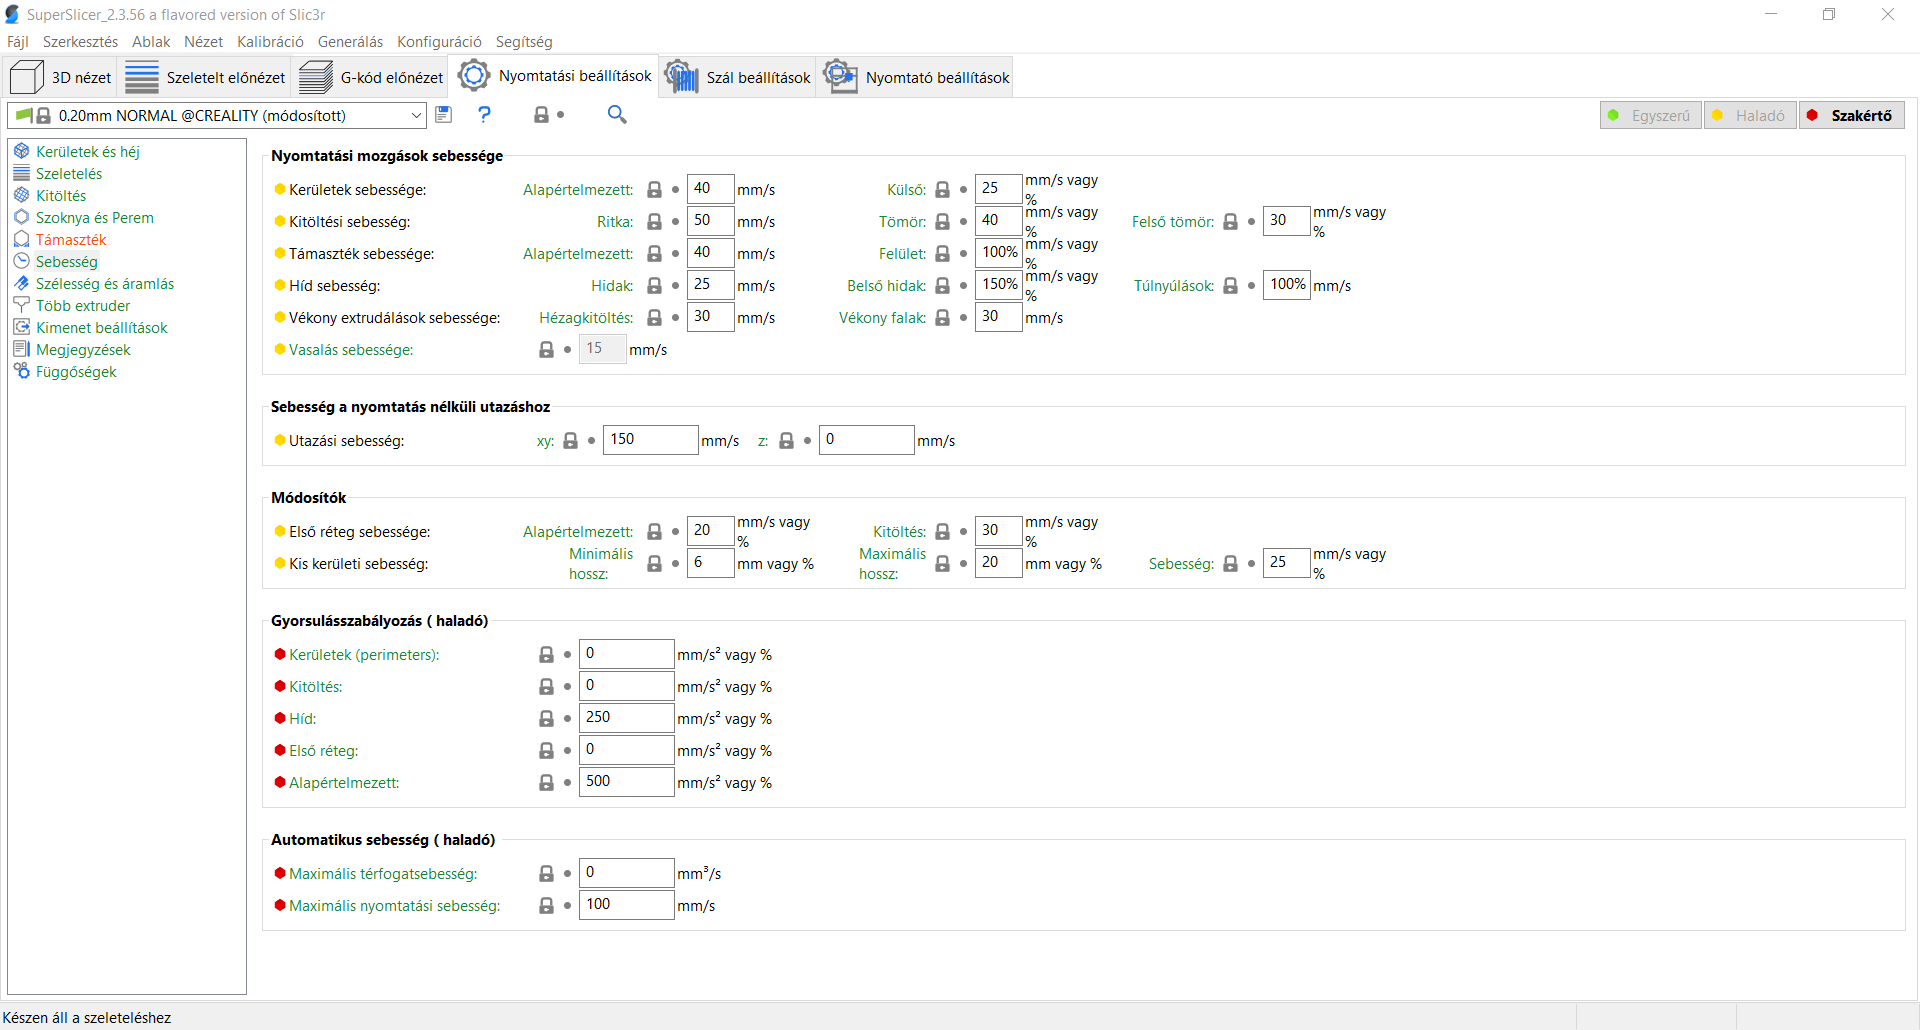 SuperSlicer_2.3.56 a flavored version of Slic3r
Fájl Szerkesztés Ablak Nézet Kalibráció Generálás Konfiguráció Segítség
3D nézet Szeletelt előnézet G-kód előnézet Nyomtatási beállítások Szál beállítások Nyomtató beállítások
0.20mm NORMAL @CREALITY (módosított) ? Egyszerű Haladó Szakértő
Kerületek és héj
Szeletelés
Kitöltés
Szoknya és Perem
Támaszték
Sebesség
Szélesség és áramlás
Több extruder
Kimenet beállítások
Megjegyzések
Függőségek
Nyomtatási mozgások sebessége
Kerületek sebessége: Alapértelmezett: 40 mm/s Külső: 25 mm/s vagy %
Kitöltési sebesség: Ritka: 50 mm/s Tömör: 40 mm/s vagy % Felső tömör: 30 mm/s vagy %
Támaszték sebessége: Alapértelmezett: 40 mm/s Felület: 100% mm/s vagy %
Híd sebesség: Hidak: 25 mm/s Belső hidak: 150% mm/s vagy % Túlnyúlások: 100% mm/s
Vékony extrudálások sebessége: Hézagkitöltés: 30 mm/s Vékony falak: 30 mm/s
Vasalás sebessége: 15 mm/s
Sebesség a nyomtatás nélküli utazáshoz
Utazási sebesség: xy: 150 mm/s z: 0 mm/s
Módosítók
Első réteg sebessége: Alapértelmezett: 20 mm/s vagy % Kitöltés: 30 mm/s vagy %
Kis kerületi sebesség: Minimális hossz: 6 mm vagy % Maximális hossz: 20 mm vagy % Sebesség: 25 mm/s vagy %
Gyorsulásszabályozás ( haladó)
Kerületek (perimeters): 0 mm/s² vagy %
Kitöltés: 0 mm/s² vagy %
Híd: 250 mm/s² vagy %
Első réteg: 0 mm/s² vagy %
Alapértelmezett: 500 mm/s² vagy %
Automatikus sebesség ( haladó)
Maximális térfogatsebesség: 0 mm³/s
Maximális nyomtatási sebesség: 100 mm/s
Készen áll a szeleteléshez